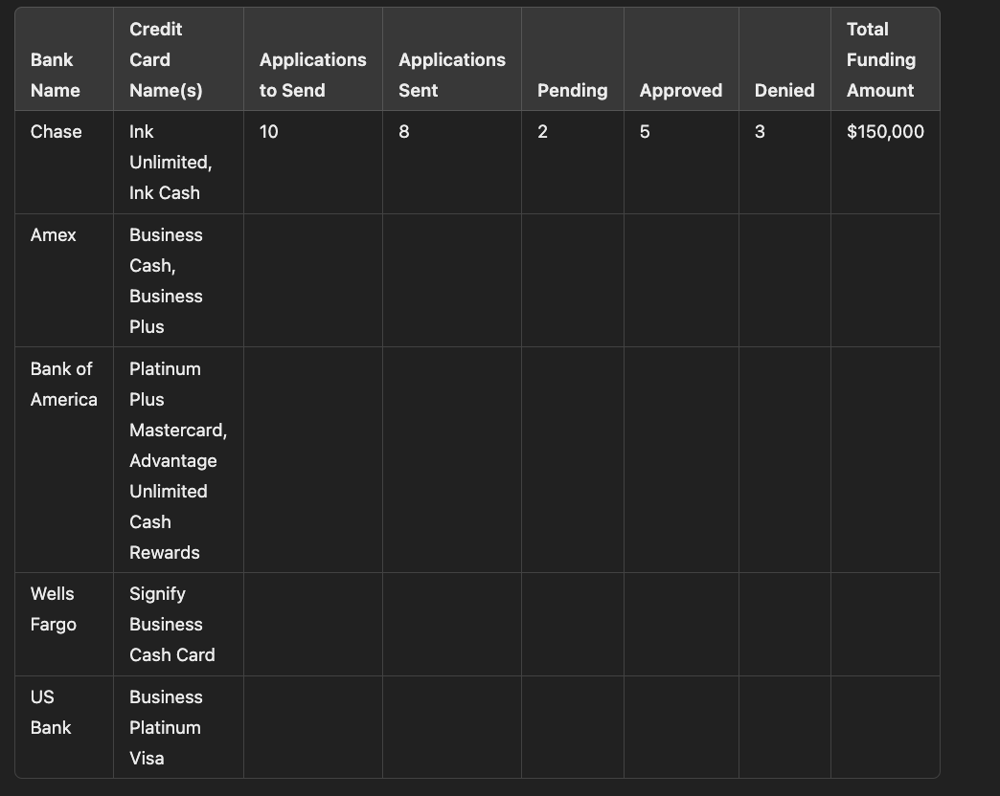 Bank Name
Credit Card Name(s)
Applications to Send
Applications Sent
Pending
Approved
Denied
Total Funding Amount
Chase
Ink
Unlimited,
Ink Cash
10
8
2
5
3
$150,000
Amex
Business
Cash,
Business
Plus
Bank of
America
Platinum
Plus
Mastercard,
Advantage
Unlimited
Cash
Rewards
Wells
Fargo
Signify
Business
Cash Card
US
Bank
Business
Platinum
Visa